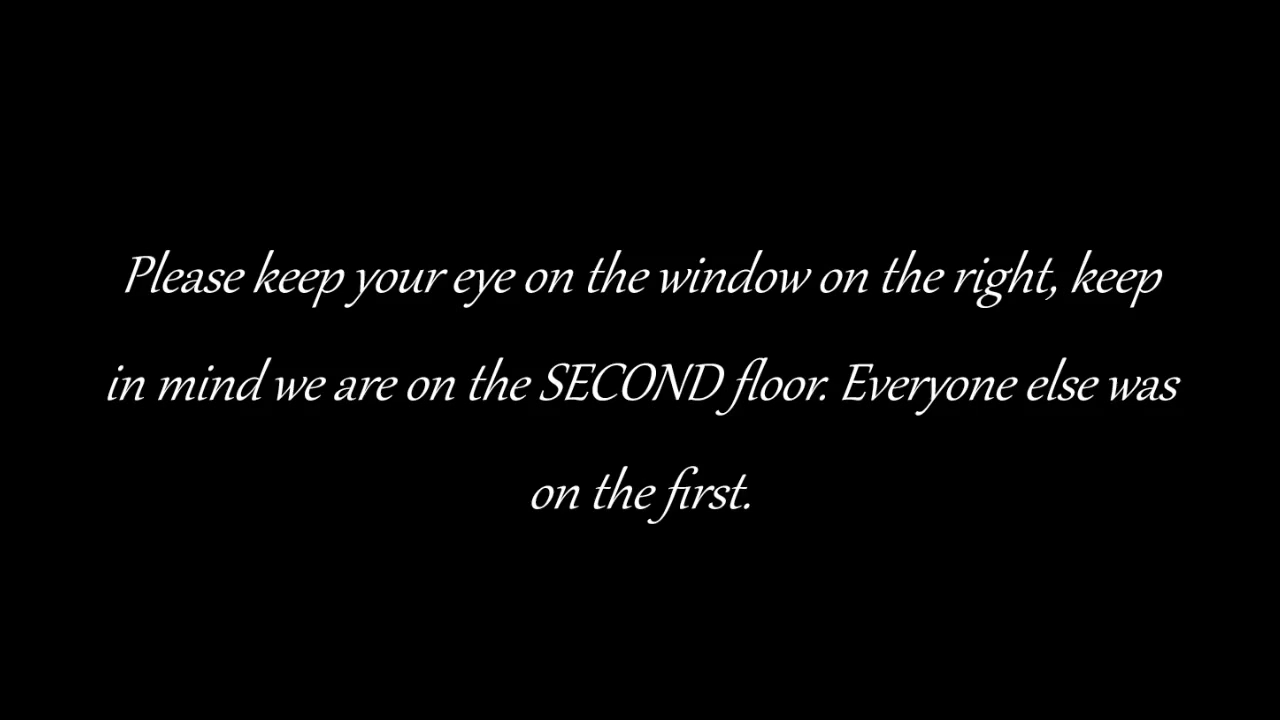 Please keep your eye on the window on the right, keep
in mind we are on the SECOND floor. Everyone else was
on the first.